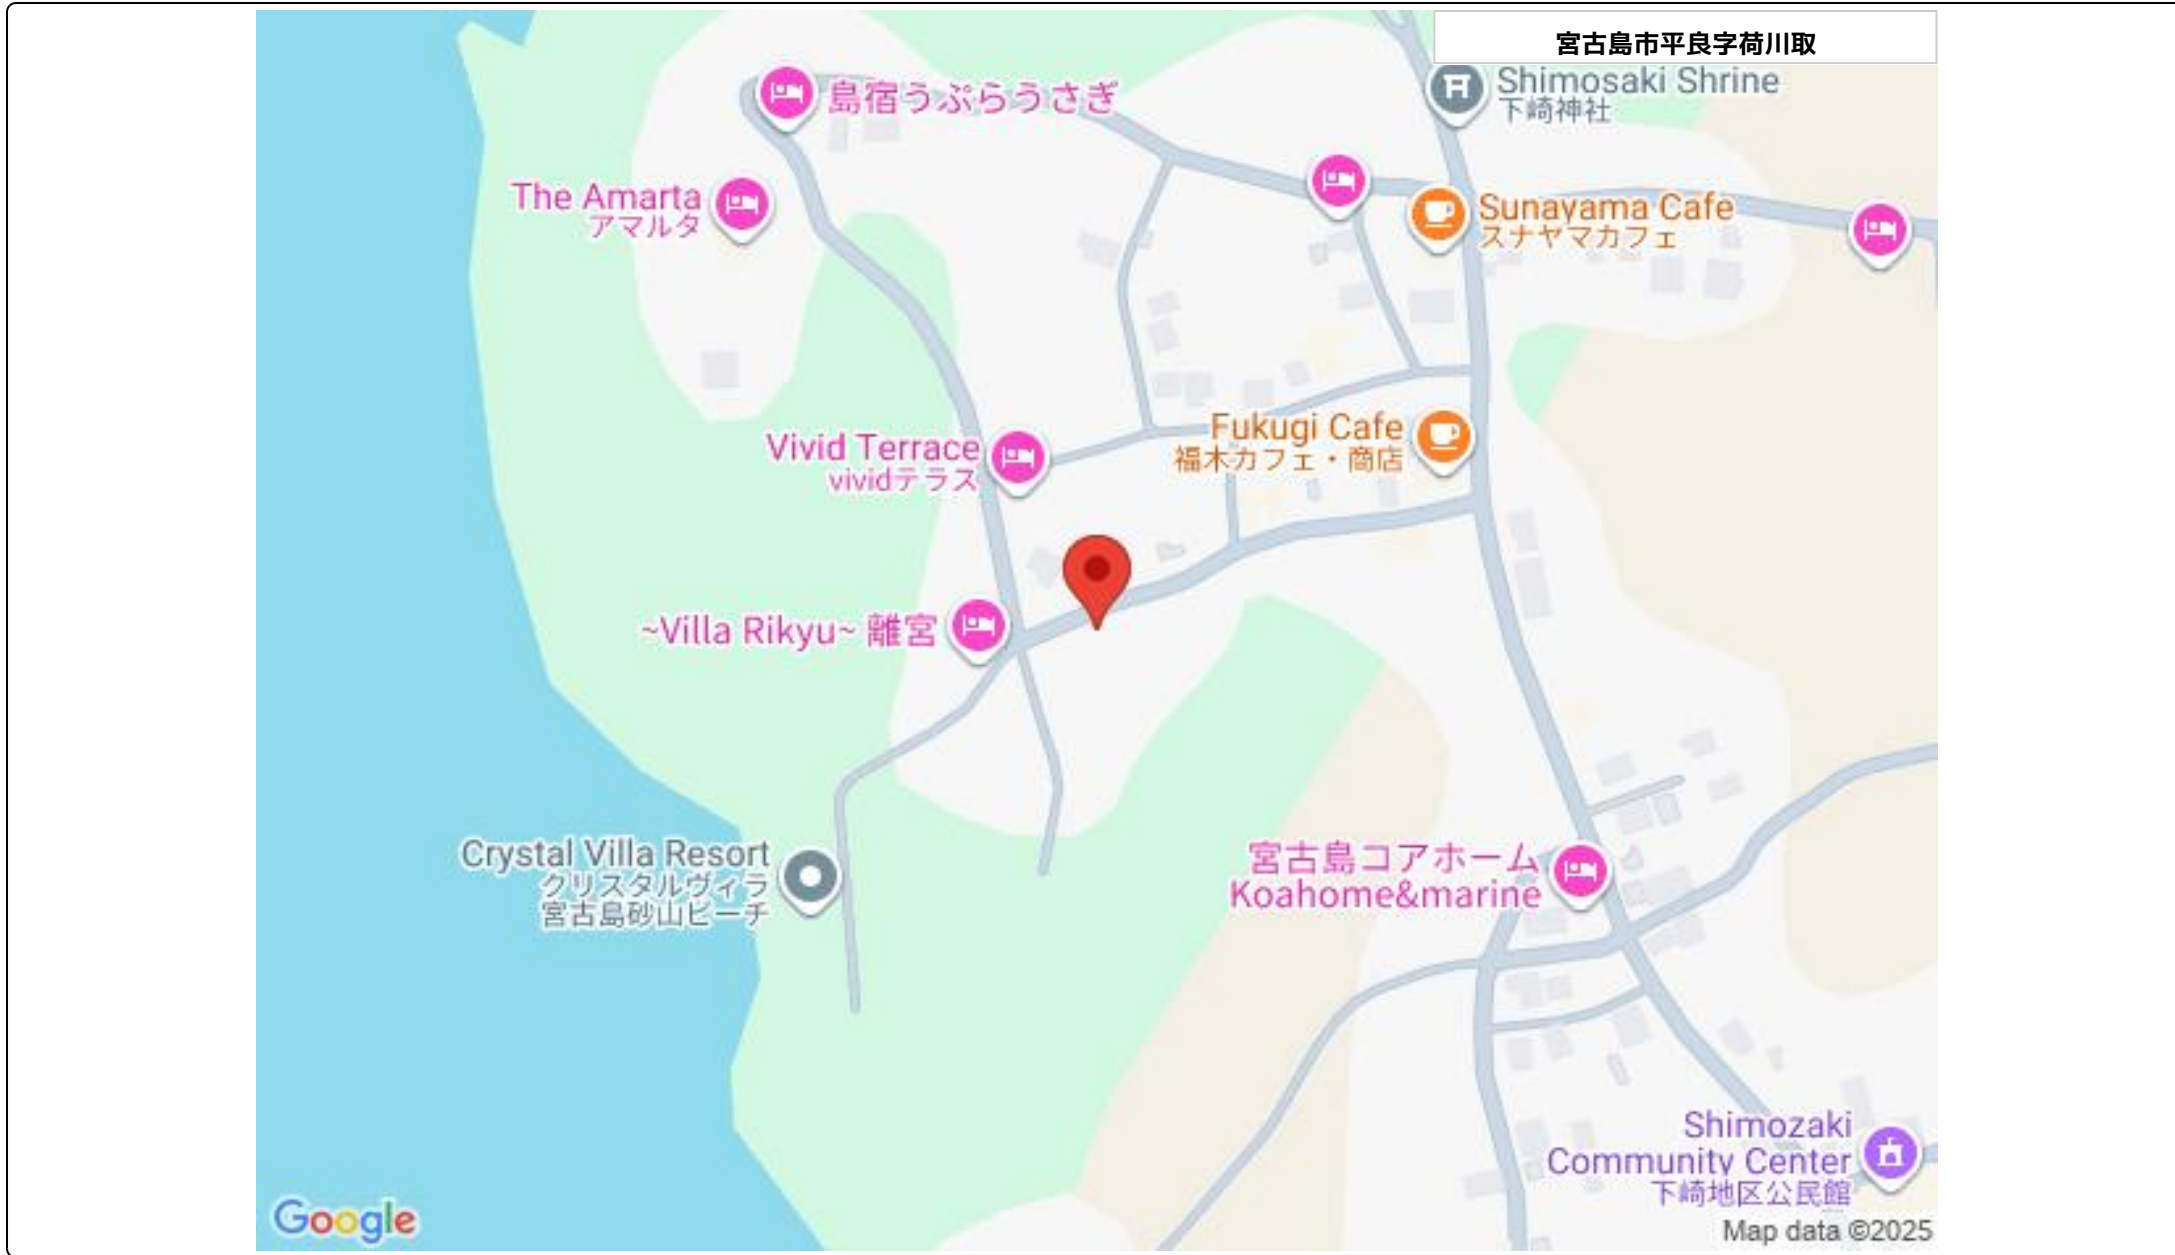 宮古島市平良字荷川取
島宿うぷらうさぎ
Shimosaki Shrine
下崎神社
The Amarta
アマルタ
Sunayama Cafe
スナヤマカフェ
Vivid Terrace
vividテラス
Fukugi Cafe
福木カフェ・商店
~Villa Rikyu~ 離宮
Crystal Villa Resort
クリスタルヴィラ
宮古島砂山ビーチ
宮古島コアホーム
Koahome&marine
Shimozaki
Community Center
下崎地区公民館
Google
Map data ©2025